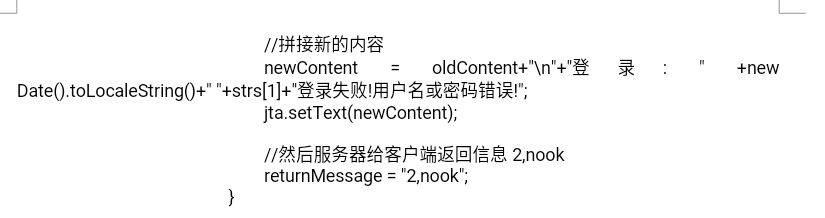 //拼接新的内容
newContent = oldContent+"\n"+"登 录 : " +new
Date().toLocaleString()+" "+strs[1]+"登录失败!用户名或密码错误!";
jta.setText(newContent);
//然后服务器给客户端返回信息 2,nook
returnMessage = "2,nook";
}